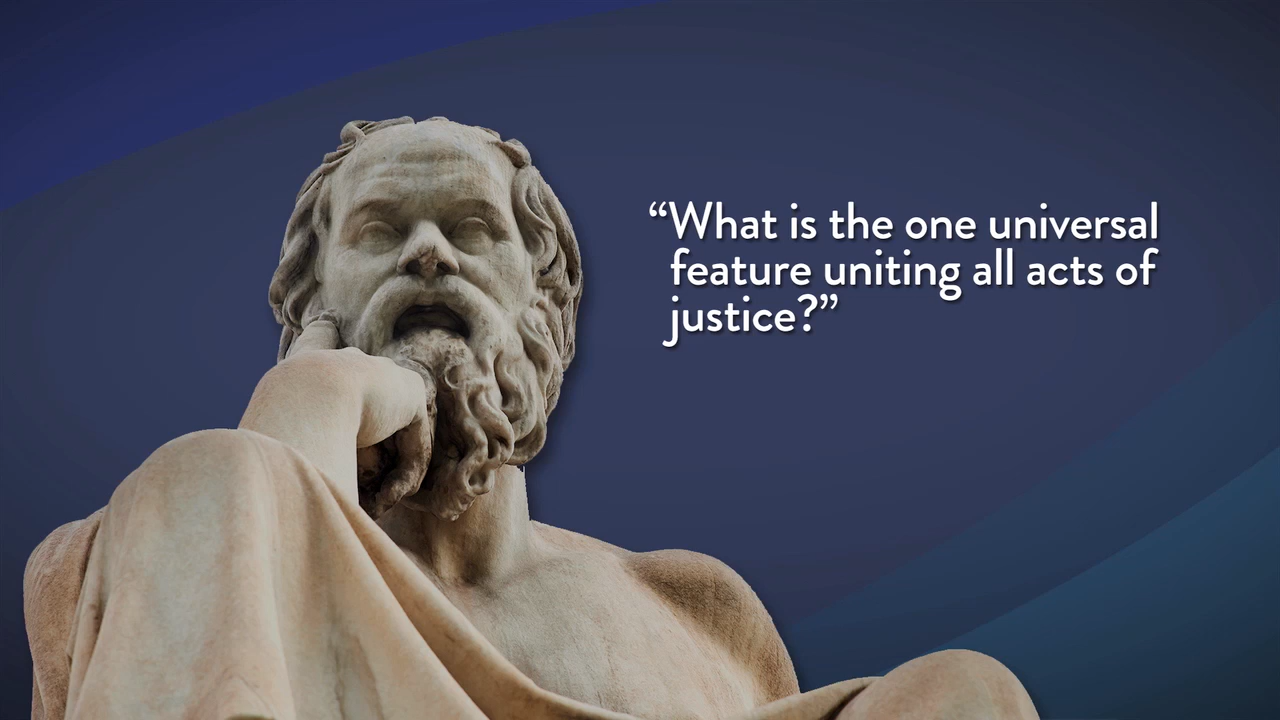 “What is the one universal
feature uniting all acts of
justice?”